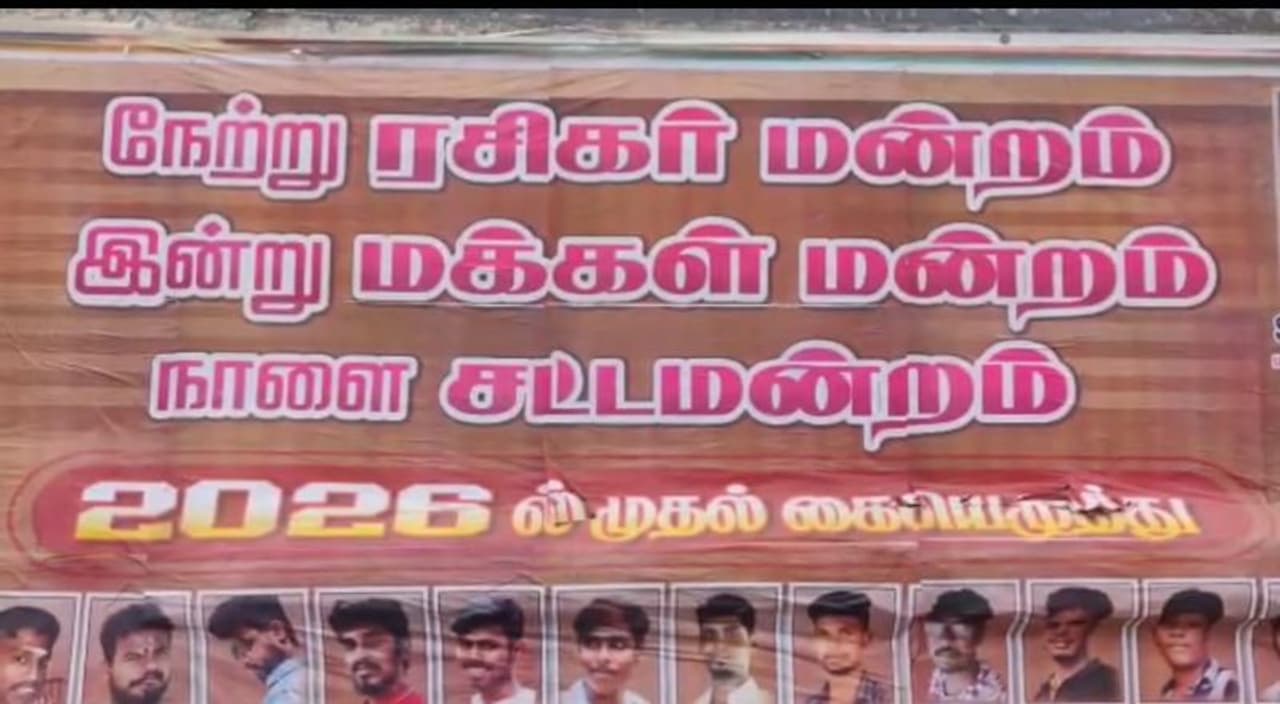 நேற்று ரசிகர் மன்றம்
இன்று மக்கள் மன்றம்
நாளை சட்டமன்றம்
2026 ல் முதல் கையெழுத்து